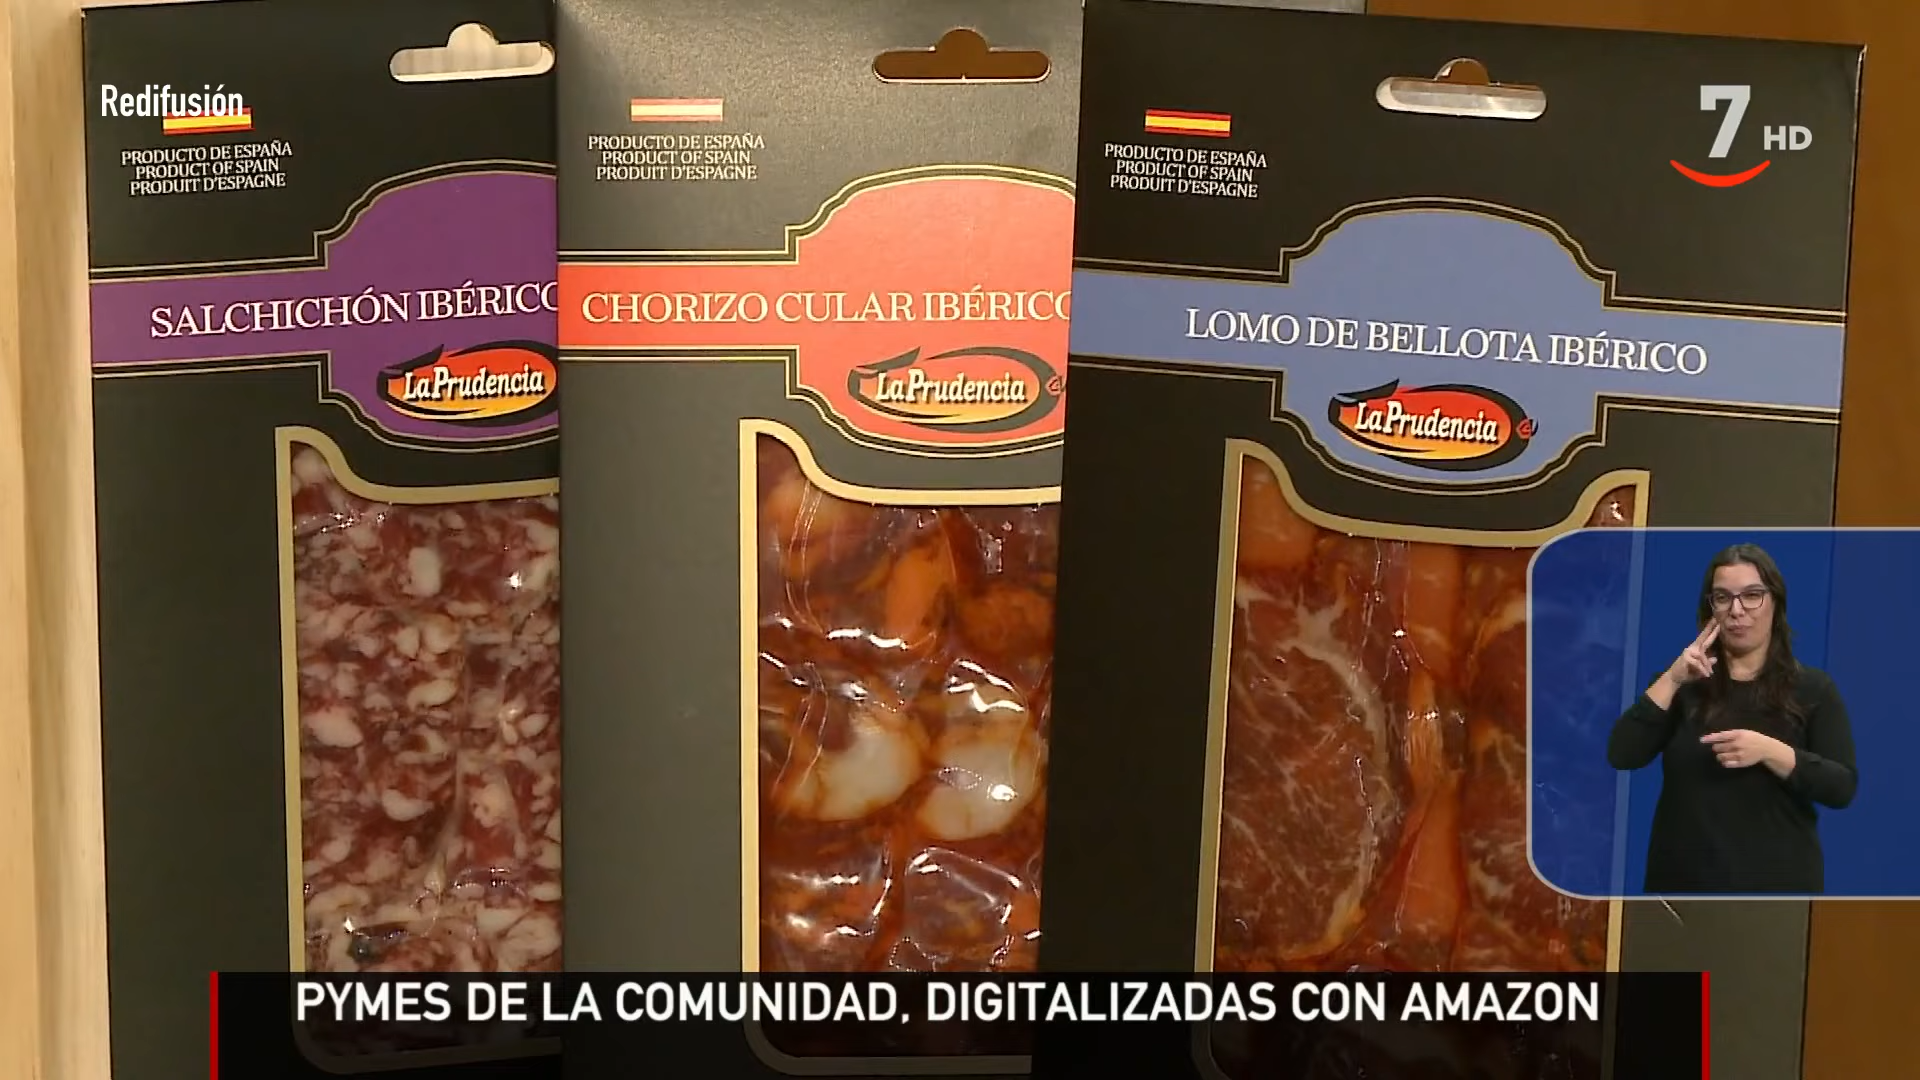 Redifusión
7 HD
PRODUCTO DE ESPAÑA
PRODUCT OF SPAIN
PRODUIT D'ESPAGNE
SALCHICHÓN IBÉRICO
La Prudencia
PRODUCTO DE ESPAÑA
PRODUCT OF SPAIN
PRODUIT D'ESPAGNE
CHORIZO CULAR IBÉRICO
La Prudencia
PRODUCTO DE ESPAÑA
PRODUCT OF SPAIN
PRODUIT D'ESPAGNE
LOMO DE BELLOTA IBÉRICO
La Prudencia
PYMES DE LA COMUNIDAD, DIGITALIZADAS CON AMAZON